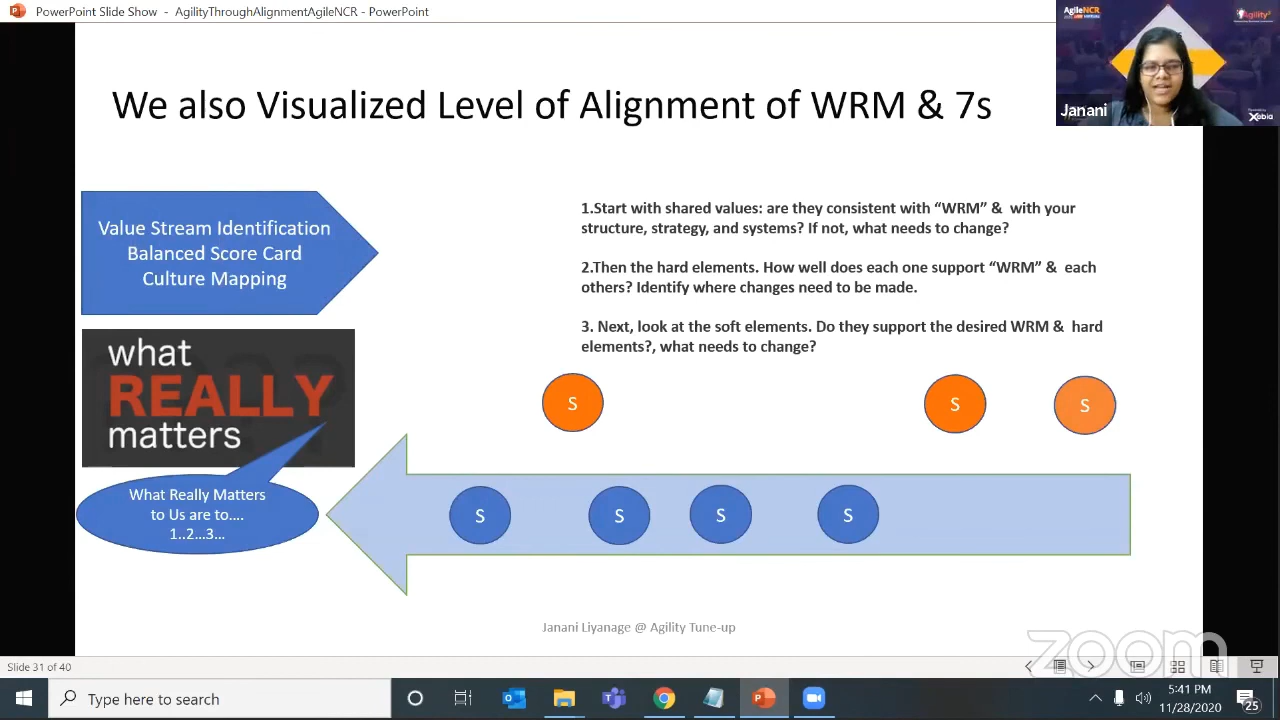 PowerPoint Slide Show - AgilityThroughAlignmentAgileNCR - PowerPoint
AgileNCR
Agility
Janani
Xebia
We also Visualized Level of Alignment of WRM & 7s
Value Stream Identification
Balanced Score Card
Culture Mapping
1.Start with shared values: are they consistent with “WRM” & with your
structure, strategy, and systems? If not, what needs to change?
2.Then the hard elements. How well does each one support “WRM” & each
others? Identify where changes need to be made.
3. Next, look at the soft elements. Do they support the desired WRM & hard
elements?, what needs to change?
what
REALLY
matters
S
S
S
What Really Matters
to Us are to....
1..2...3...
S
S
S
S
Janani Liyanage @ Agility Tune-up
zoom
Slide 31 of 40
Type here to search
5:41 PM
11/28/2020
25